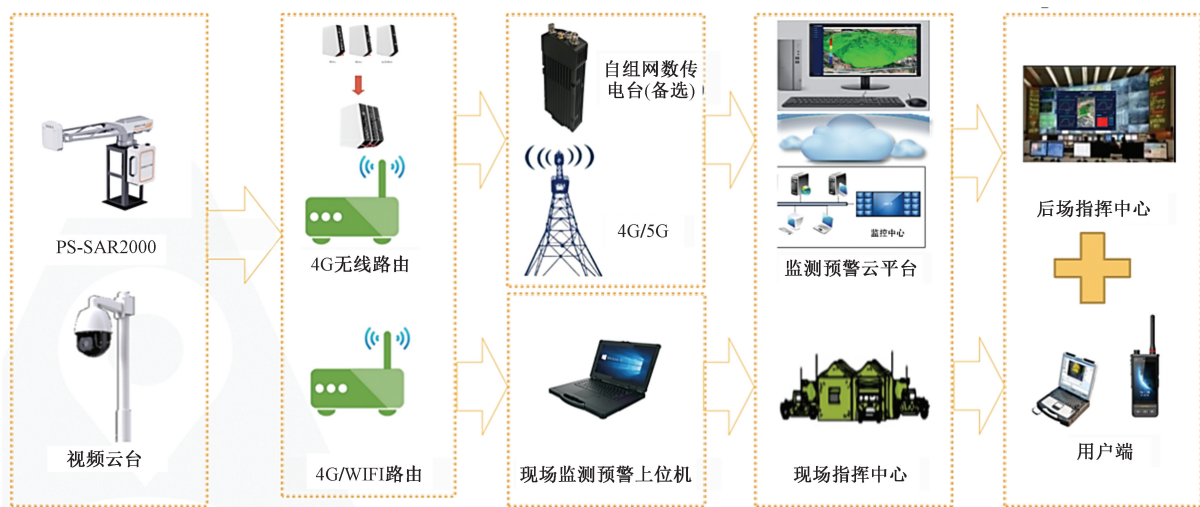 PS-SAR2000
视频云台
4G无线路由
4G/WIFI路由
自组网数传
电台(备选)
4G/5G
现场监测预警上位机
监控中心
监测预警云平台
现场指挥中心
后场指挥中心
用户端